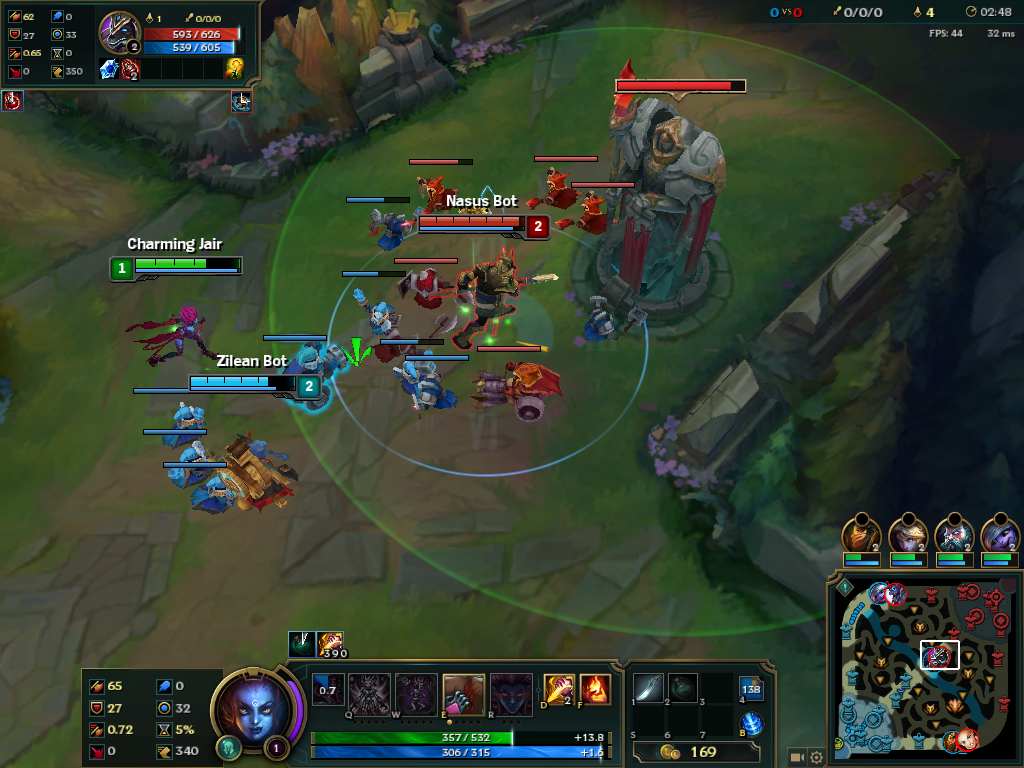 62 0 1 0/0/0
27 33 593 / 626
0.65 0 2 539 / 605
0 350 2
0 vs 0 0/0/0 4 02:48
FPS: 44 32 ms
Nasus Bot
2
Charming Jair
1
Zilean Bot
2
2 2 2 2
390
65 0
27 32
0.72 5%
0 340
1
0.7
Q W E R D 2 F
357 / 532 +13.8
306 / 315 +1.6
1 2 3 138 4
5 6 7 B
169